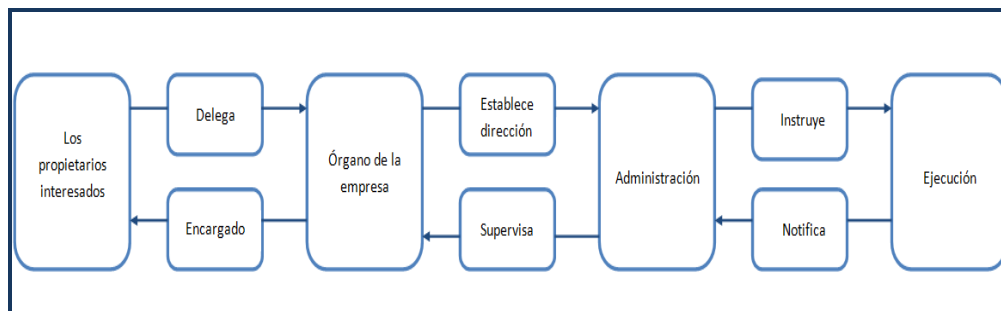 Los
propietarios
interesados
Delega
Encargado
Órgano de la
empresa
Establece
dirección
Supervisa
Administración
Instruye
Notifica
Ejecución